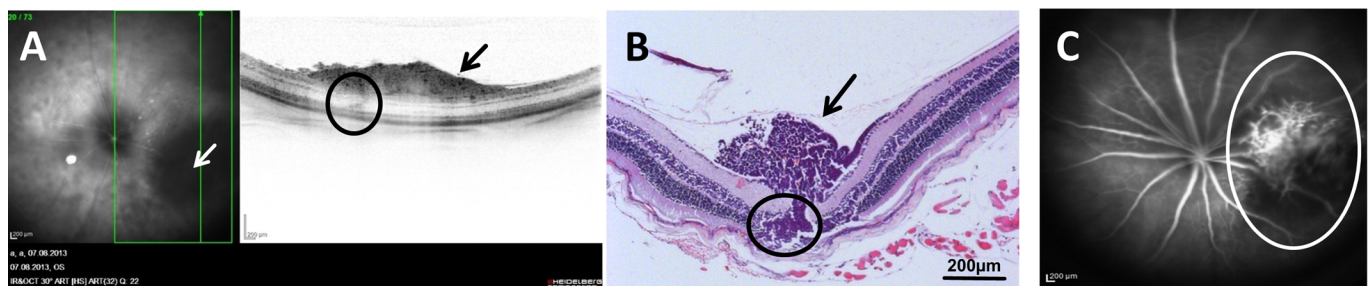 20 / 73
A
200 µm
200 µm
a, a, 07.08.2013
07.08.2013, OS
IR&OCT 30° ART [HS] ART(32) Q: 22
HEIDELBERG
B
200µm
C
200 µm